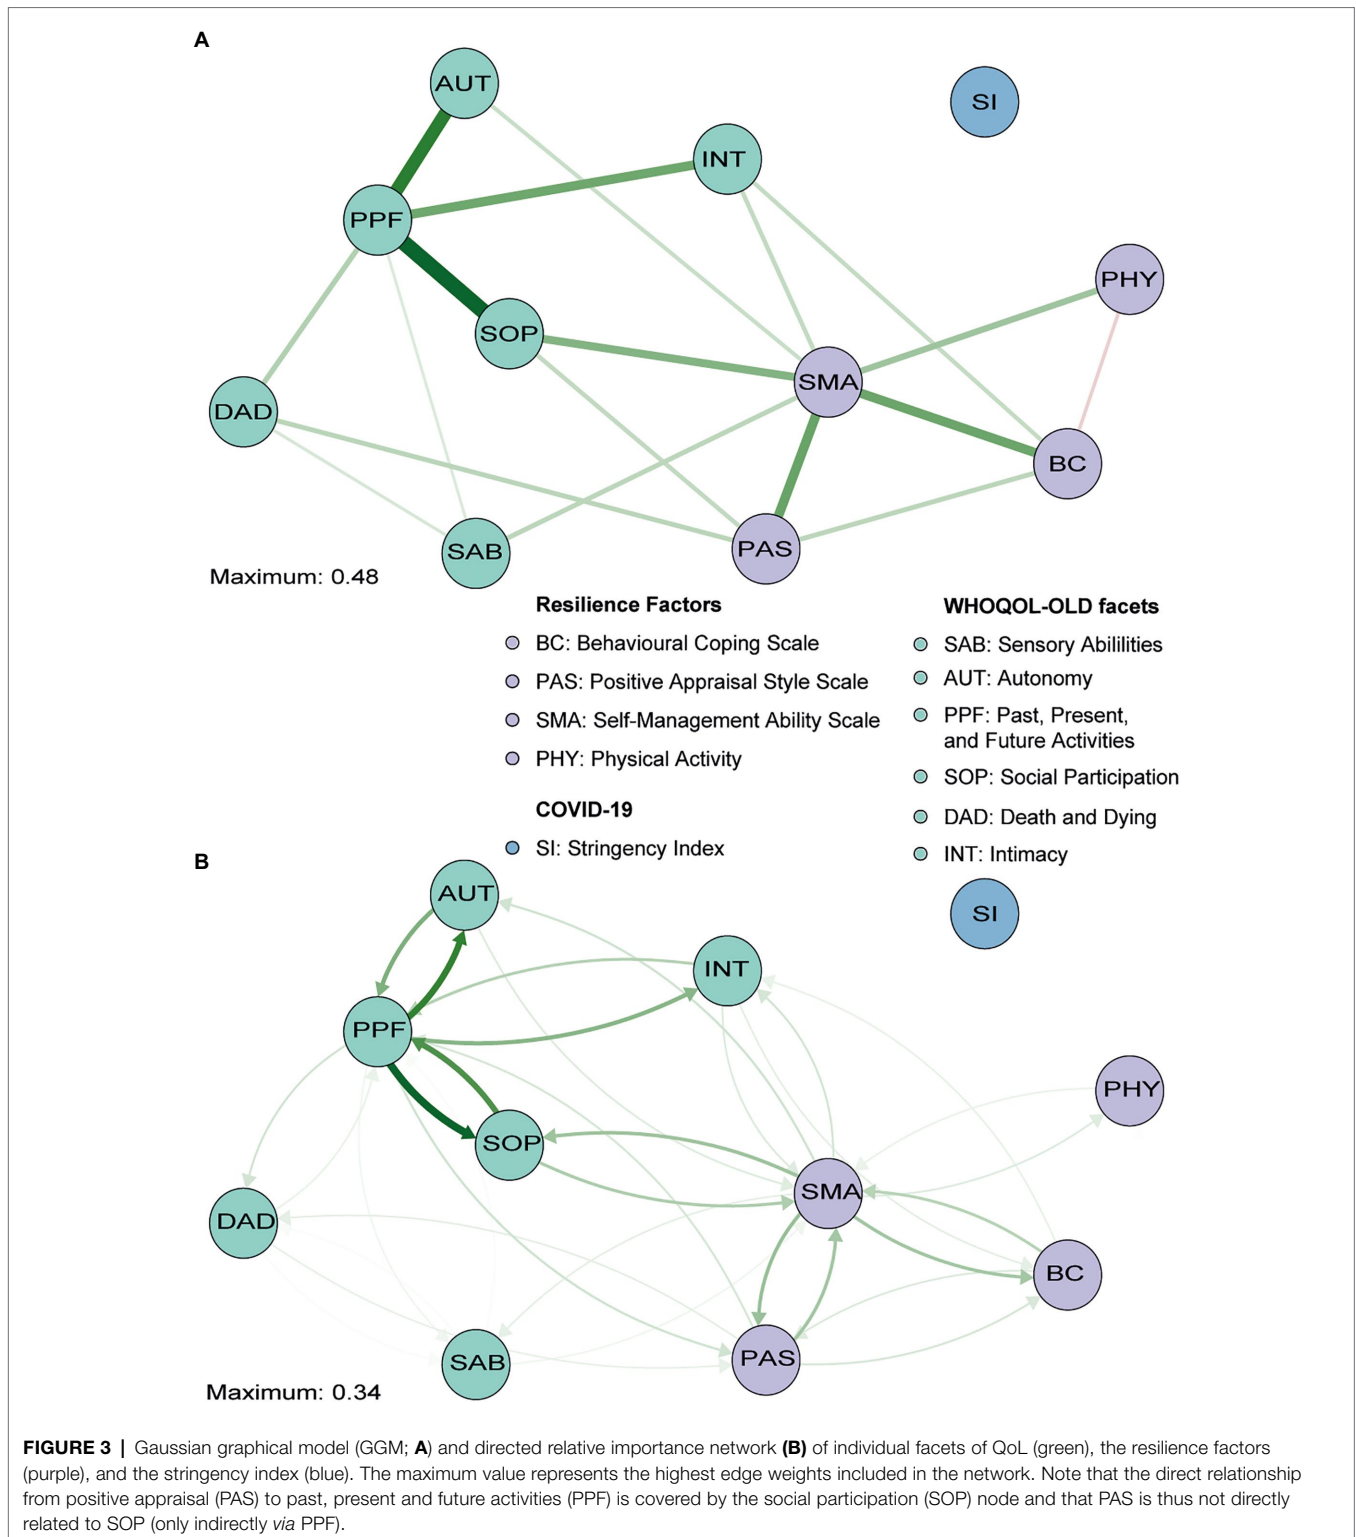 A
AUT
SI
INT
PPF
PHY
SOP
SMA
DAD
BC
PAS
SAB
Maximum: 0.48
Resilience Factors
BC: Behavioural Coping Scale
PAS: Positive Appraisal Style Scale
SMA: Self-Management Ability Scale
PHY: Physical Activity
COVID-19
SI: Stringency Index
WHOQOL-OLD facets
SAB: Sensory Abililities
AUT: Autonomy
PPF: Past, Present,
and Future Activities
SOP: Social Participation
DAD: Death and Dying
INT: Intimacy
B
AUT
SI
INT
PPF
PHY
SOP
SMA
DAD
BC
PAS
SAB
Maximum: 0.34
FIGURE 3 | Gaussian graphical model (GGM; A) and directed relative importance network (B) of individual facets of QoL (green), the resilience factors
(purple), and the stringency index (blue). The maximum value represents the highest edge weights included in the network. Note that the direct relationship
from positive appraisal (PAS) to past, present and future activities (PPF) is covered by the social participation (SOP) node and that PAS is thus not directly
related to SOP (only indirectly via PPF).